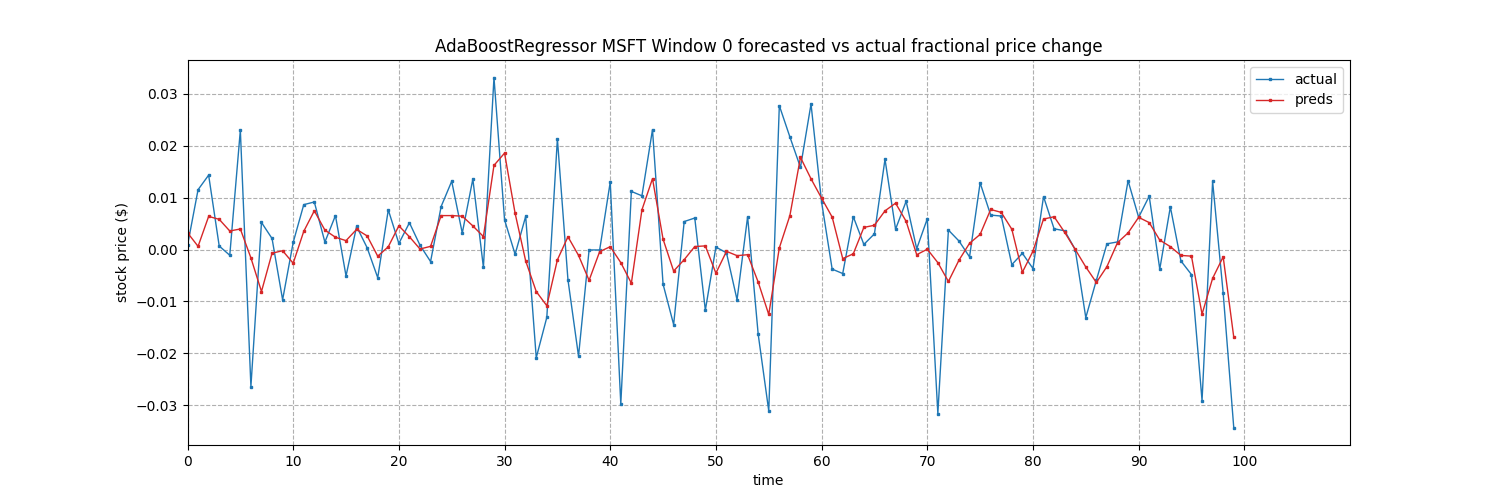 AdaBoostRegressor MSFT Window 0 forecasted vs actual fractional price change
actual
preds
stock price ($)
0.03
0.02
0.01
0.00
−0.01
−0.02
−0.03
0 10 20 30 40 50 60 70 80 90 100
time